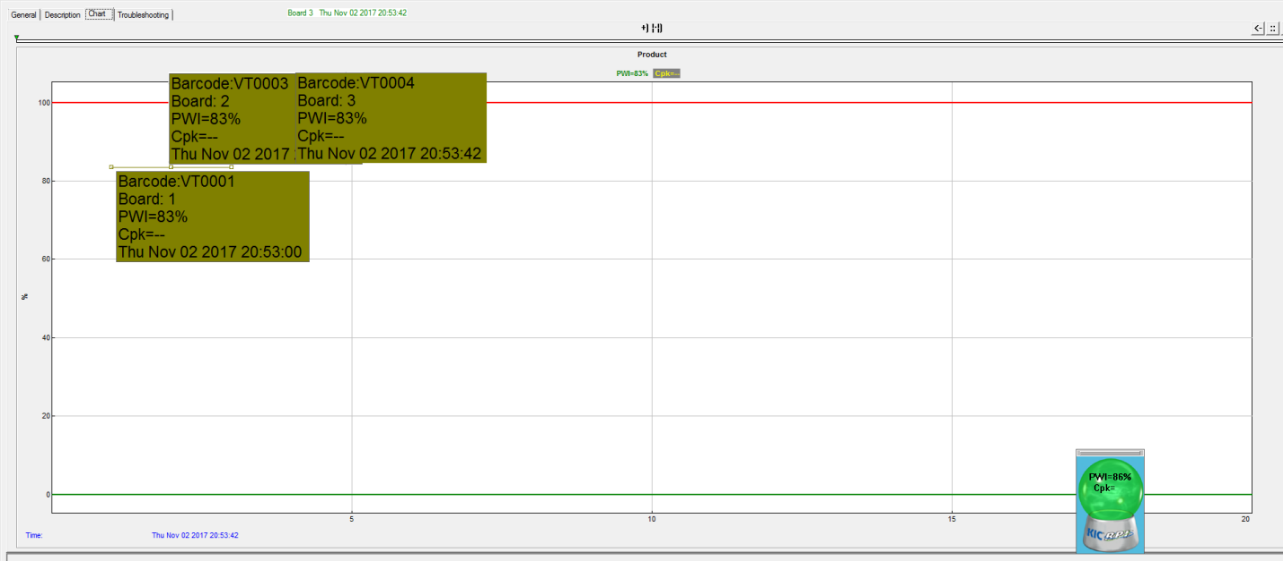 General Description Chart Troubleshooting
Board 3 Thu Nov 02 2017 20:53:42
Product
PWI=83% Cpk=--
Barcode:VT0003
Board: 2
PWI=83%
Cpk=--
Thu Nov 02 2017
Barcode:VT0004
Board: 3
PWI=83%
Cpk=--
Thu Nov 02 2017 20:53:42
Barcode:VT0001
Board: 1
PWI=83%
Cpk=--
Thu Nov 02 2017 20:53:00
100
80
60
%
40
20
0
5 10 15 20
PWI=86%
Cpk=
KIC RPI
Time: Thu Nov 02 2017 20:53:42